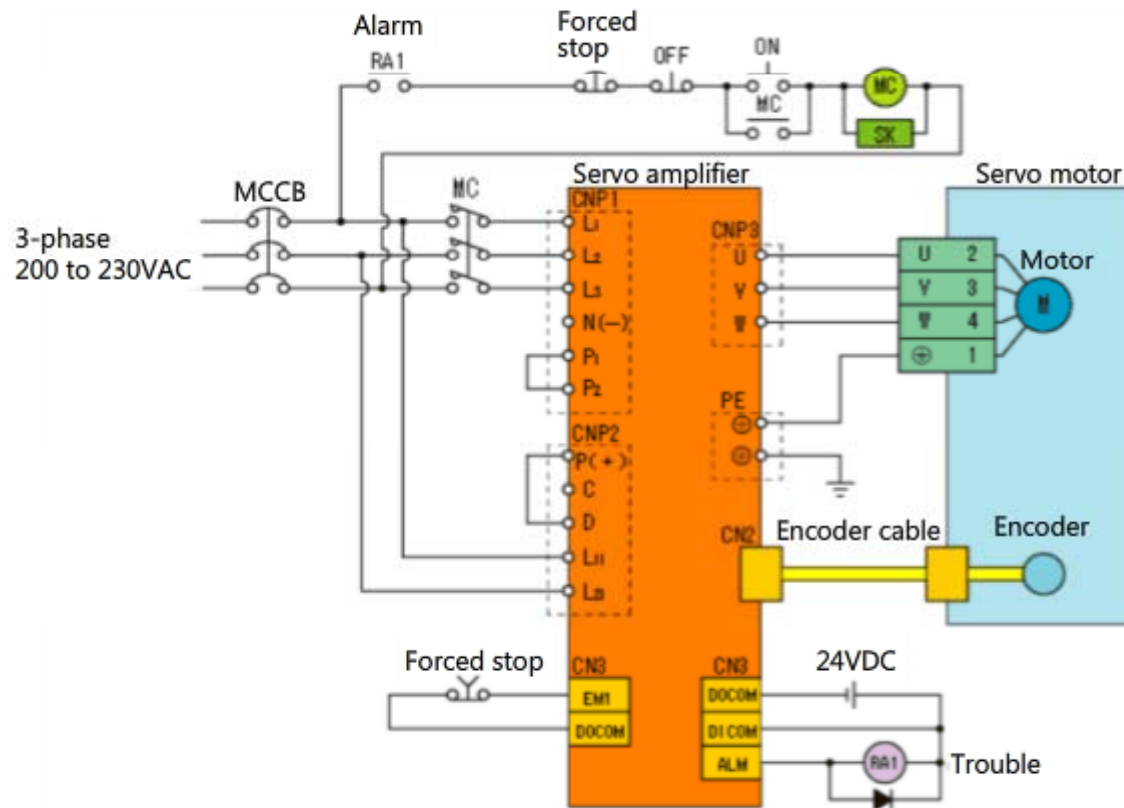 Alarm
RA1
Forced
stop
OFF
ON
MC
MC
SK
MCCB
MC
3-phase
200 to 230VAC
Servo amplifier
CNP1
L1
L2
L3
N(—)
P1
P2
CNP2
P(+)
C
D
L11
L21
CNP3
U
V
W
PE
CN2
Servo motor
U 2
V 3
W 4
1
Motor
M
Encoder cable
Encoder
Forced stop
CN3
EM1
DOCOM
CN3
DOCOM
DICOM
ALM
24VDC
RA1
Trouble